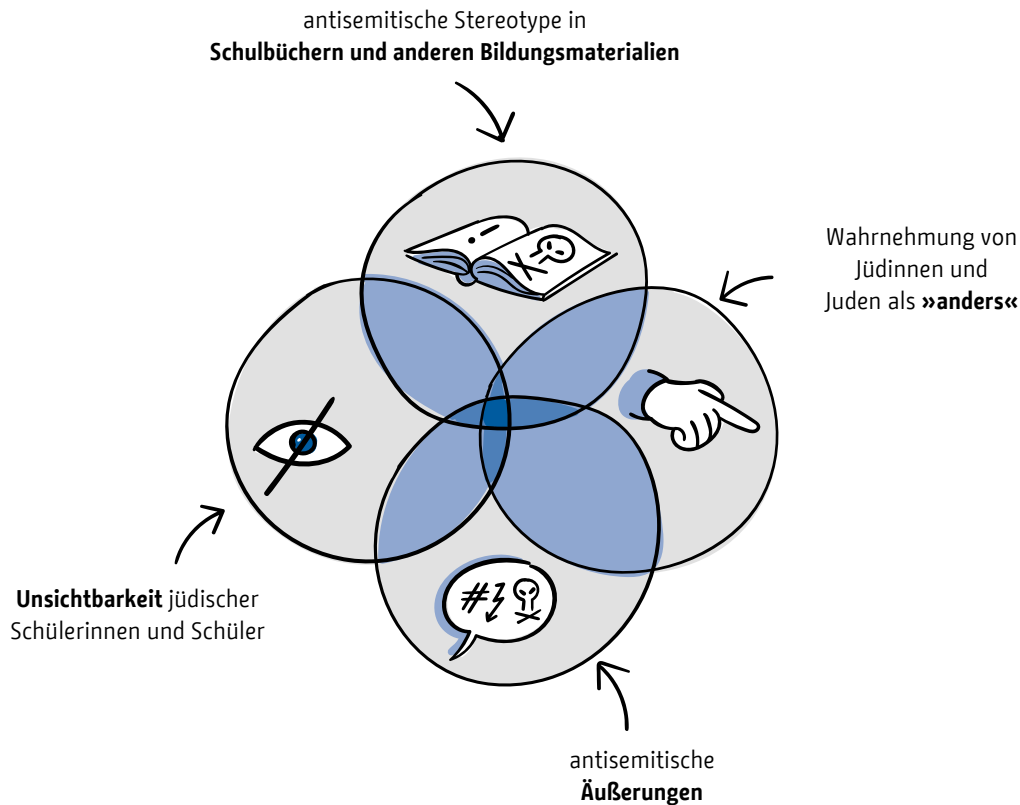 antisemitische Stereotype in
Schulbüchern und anderen Bildungsmaterialien
Wahrnehmung von
Jüdinnen und
Juden als »anders«
Unsichtbarkeit jüdischer
Schülerinnen und Schüler
antisemitische
Äußerungen